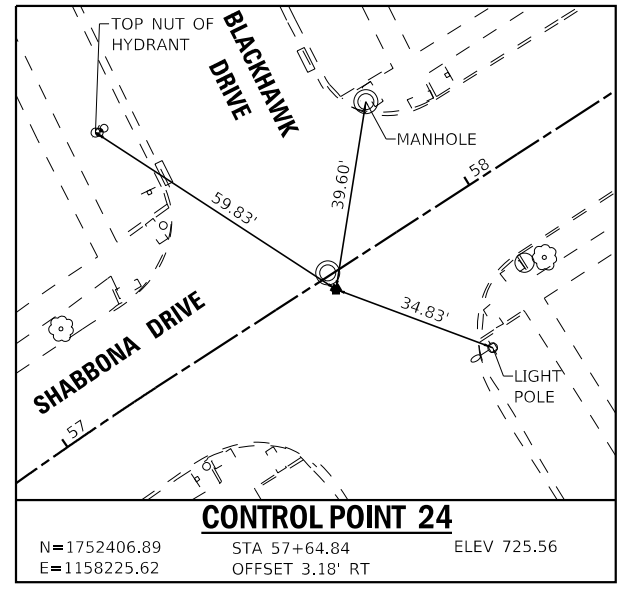 TOP NUT OF
HYDRANT
BLACKHAWK
DRIVE
MANHOLE
58
59.83'
39.60'
34.83'
SHABBONA DRIVE
LIGHT
POLE
57
CONTROL POINT 24
N=1752406.89 STA 57+64.84 ELEV 725.56
E=1158225.62 OFFSET 3.18' RT